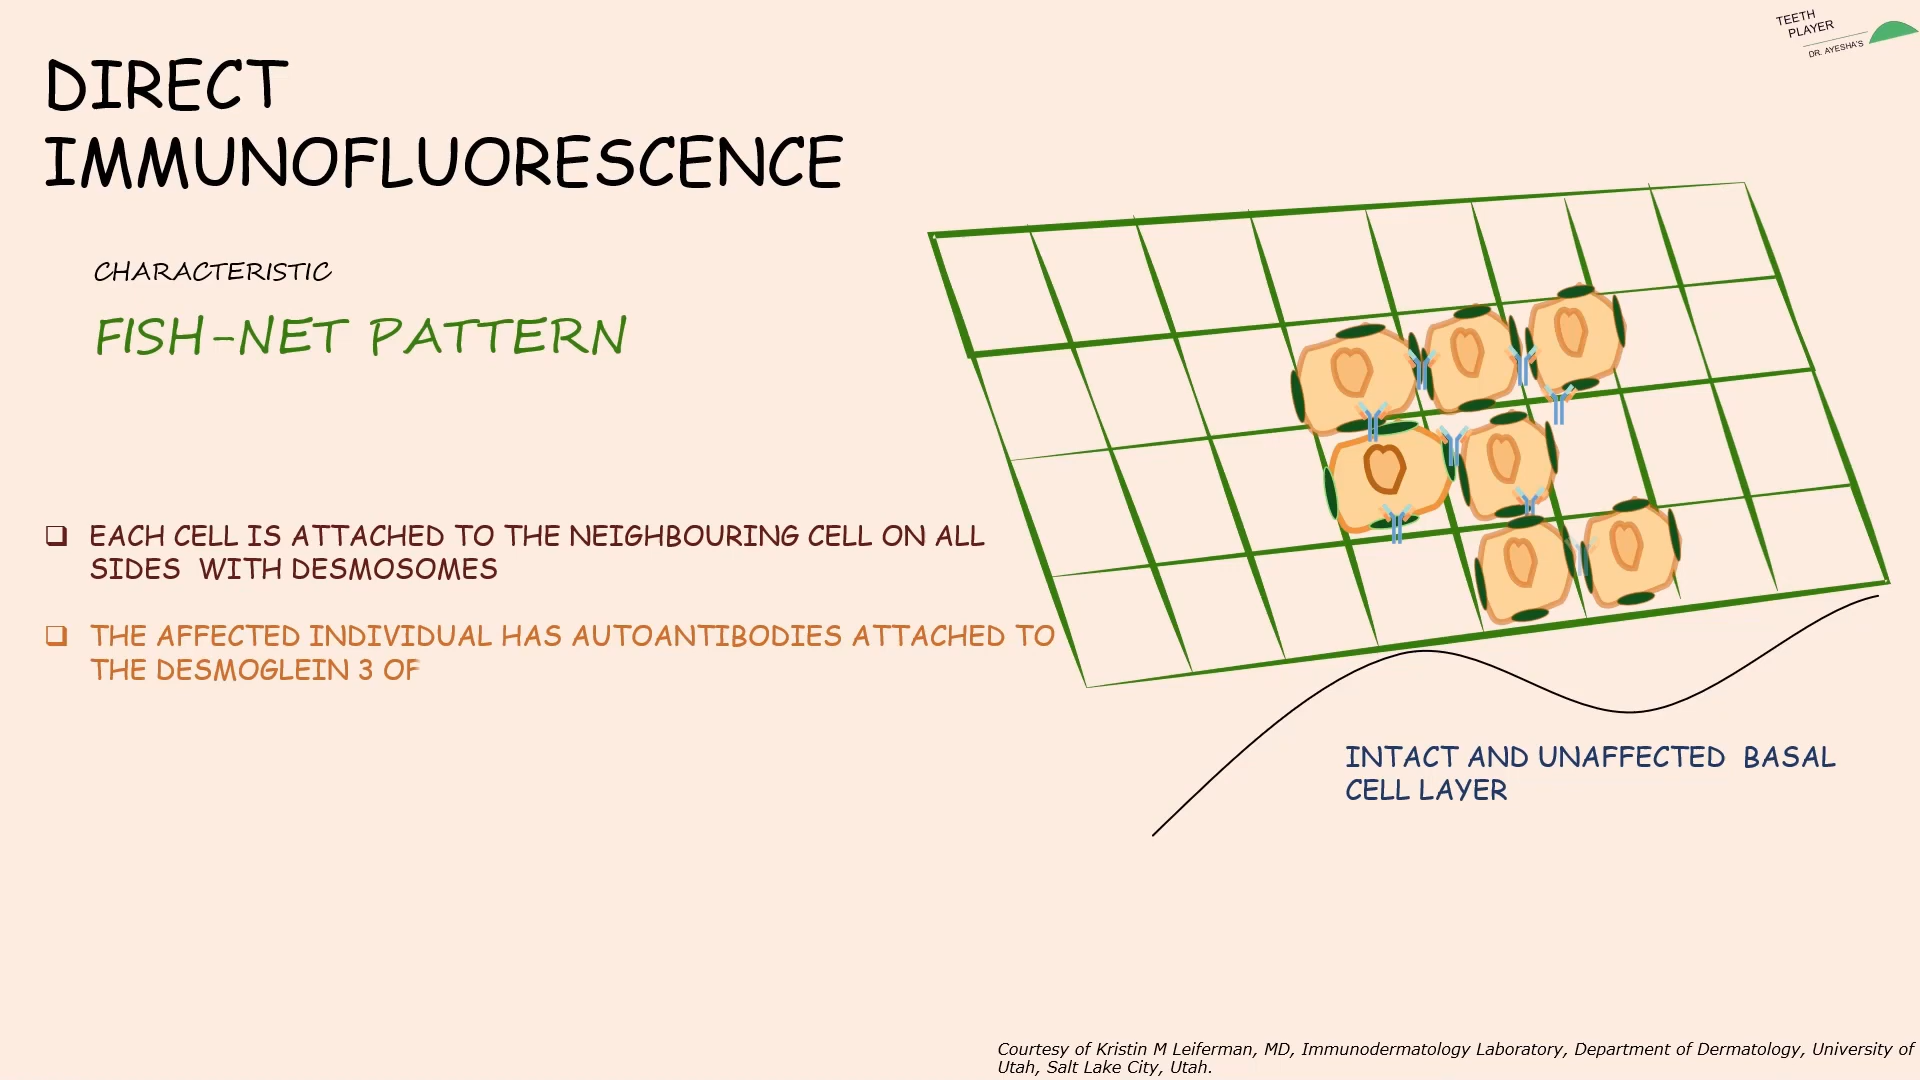 TEETH
PLAYER
DR. AYESHA'S
DIRECT
IMMUNOFLUORESCENCE
CHARACTERISTIC
FISH-NET PATTERN
❑ EACH CELL IS ATTACHED TO THE NEIGHBOURING CELL ON ALL
SIDES WITH DESMOSOMES
❑ THE AFFECTED INDIVIDUAL HAS AUTOANTIBODIES ATTACHED TO
THE DESMOGLEIN 3 OF
INTACT AND UNAFFECTED BASAL
CELL LAYER
Courtesy of Kristin M Leiferman, MD, Immunodermatology Laboratory, Department of Dermatology, University of
Utah, Salt Lake City, Utah.